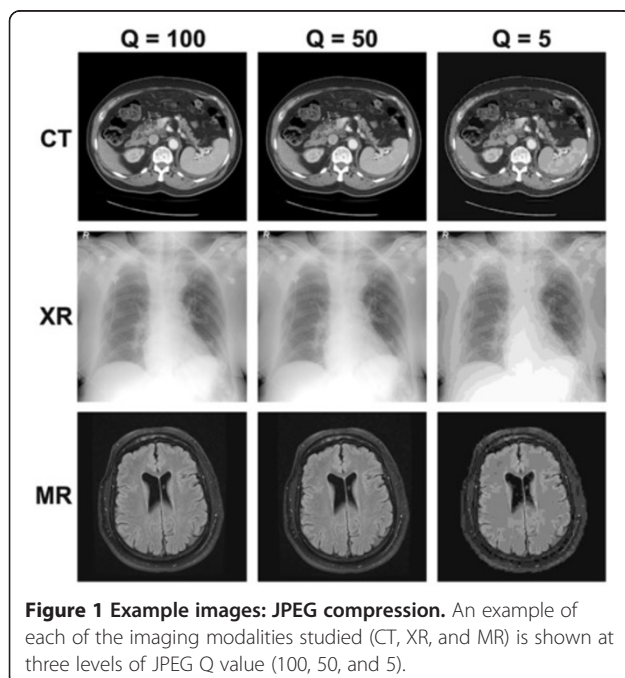 Q = 100 Q = 50 Q = 5
CT
R R R
XR
MR
Figure 1 Example images: JPEG compression. An example of
each of the imaging modalities studied (CT, XR, and MR) is shown at
three levels of JPEG Q value (100, 50, and 5).